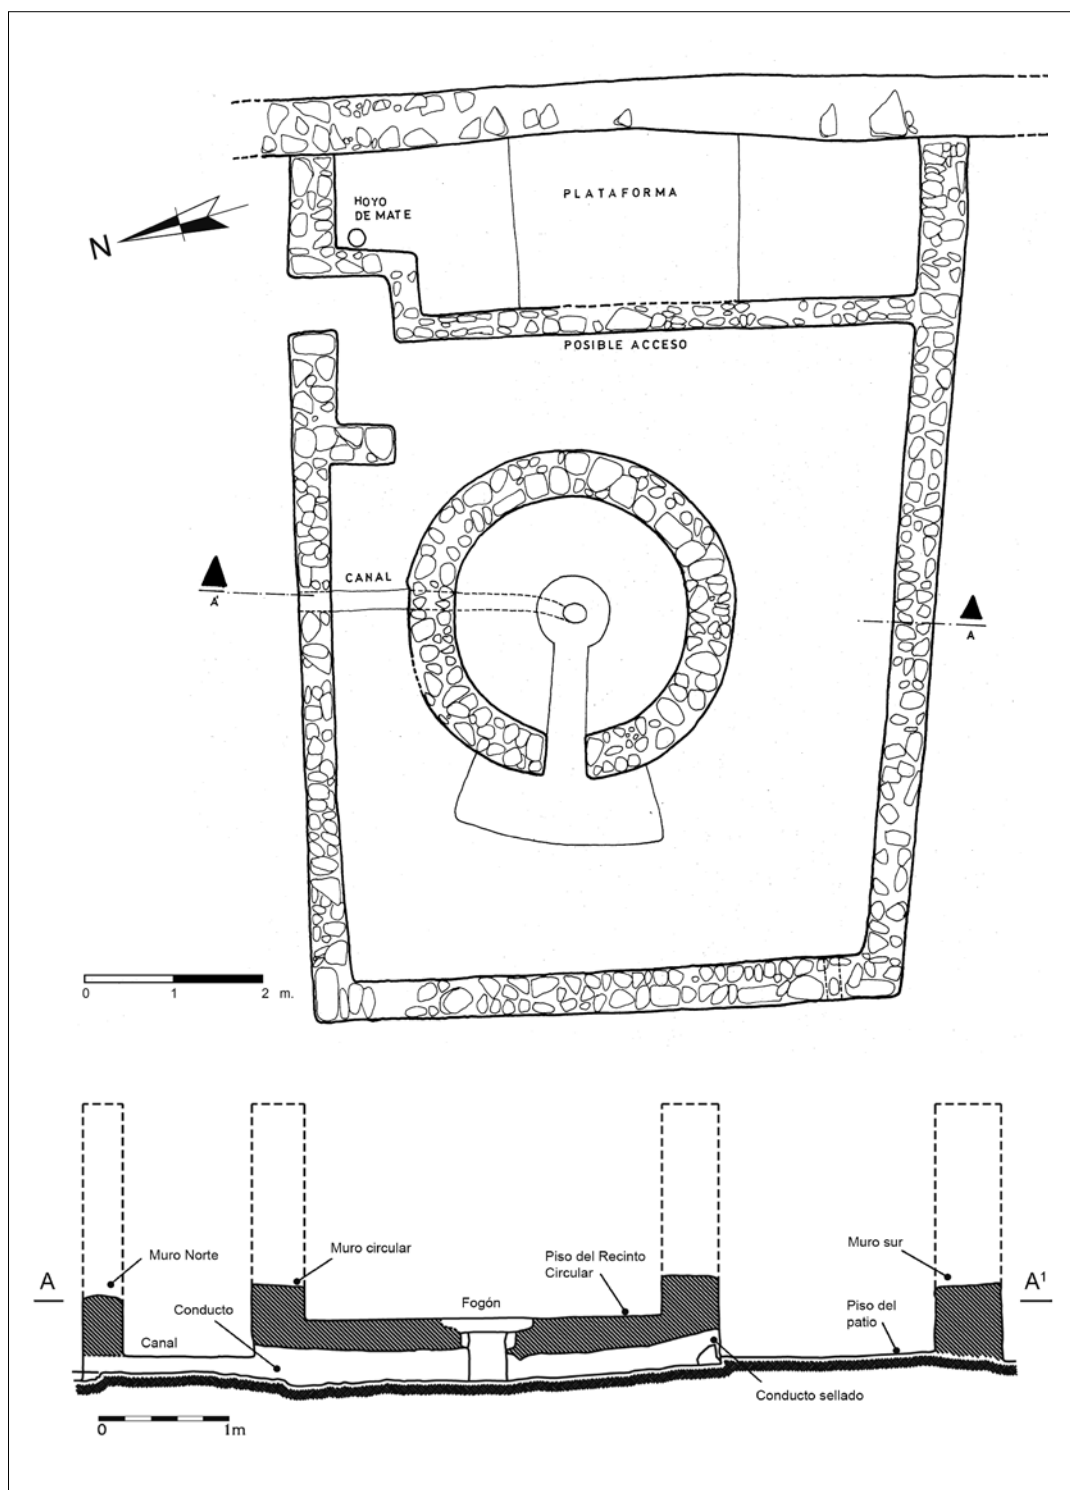 HOYO
DE MATE
PLATAFORMA
N
POSIBLE ACCESO
CANAL
A'
A
0 1 2 m.
Muro Norte
Muro circular
Piso del Recinto
Circular
Muro sur
A
A¹
Conducto
Fogón
Piso del
patio
Canal
Conducto sellado
0 1m